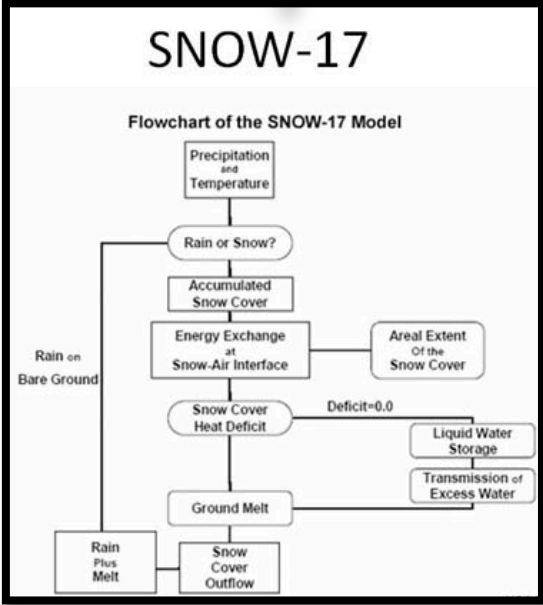 SNOW-17
Flowchart of the SNOW-17 Model
Precipitation
and
Temperature
Rain or Snow?
Accumulated
Snow Cover
Energy Exchange
at
Snow-Air Interface
Areal Extent
Of the
Snow Cover
Rain on
Bare Ground
Snow Cover
Heat Deficit
Deficit=0.0
Liquid Water
Storage
Transmission of
Excess Water
Ground Melt
Rain
Plus
Melt
Snow
Cover
Outflow